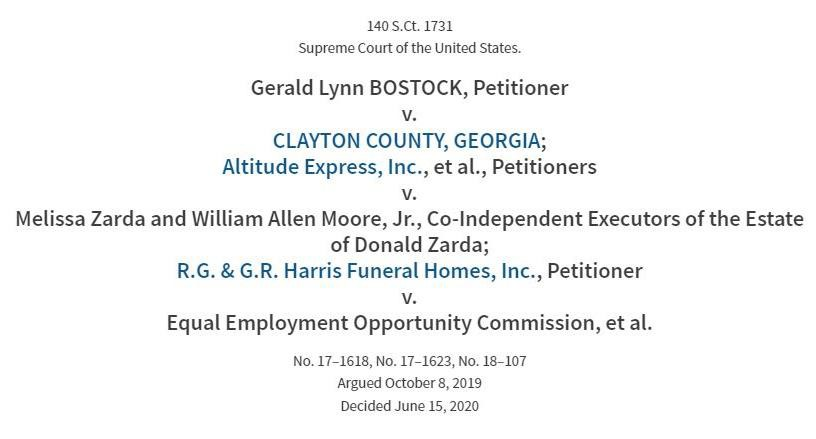 140 S.Ct. 1731
Supreme Court of the United States.
Gerald Lynn BOSTOCK, Petitioner
v.
CLAYTON COUNTY, GEORGIA;
Altitude Express, Inc., et al., Petitioners
v.
Melissa Zarda and William Allen Moore, Jr., Co-Independent Executors of the Estate
of Donald Zarda;
R.G. & G.R. Harris Funeral Homes, Inc., Petitioner
v.
Equal Employment Opportunity Commission, et al.
No. 17–1618, No. 17–1623, No. 18–107
Argued October 8, 2019
Decided June 15, 2020